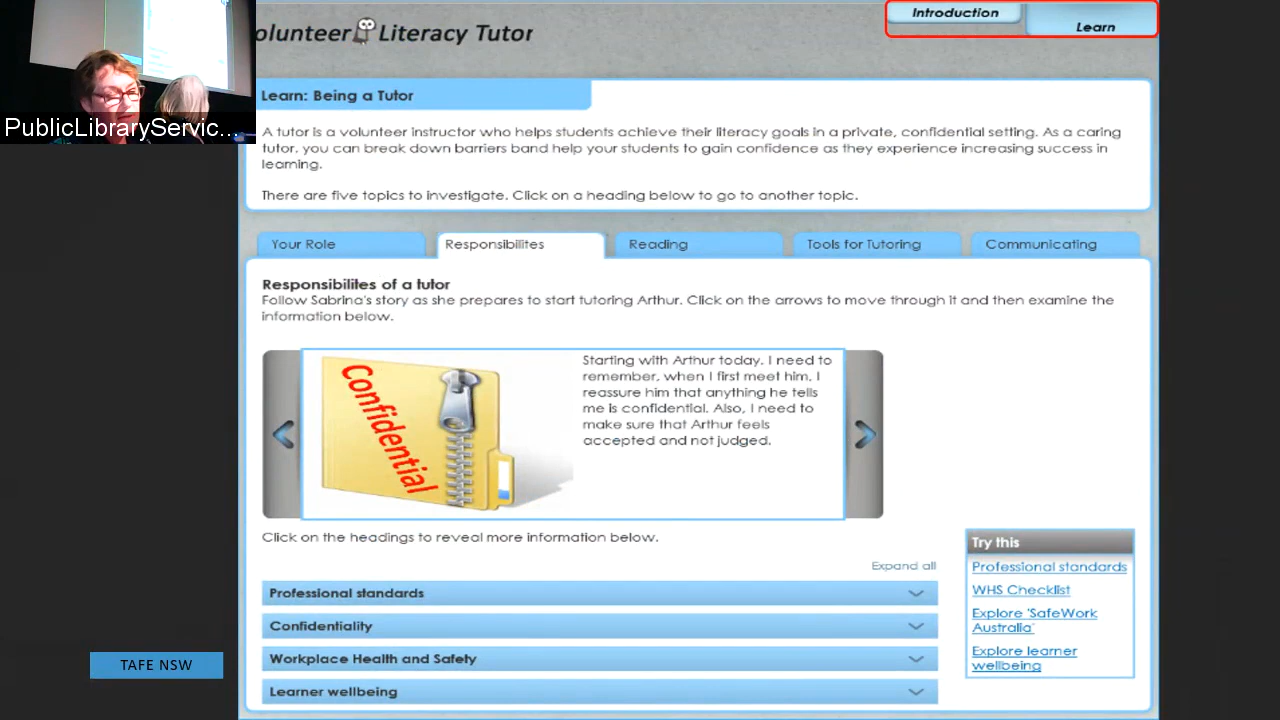 PublicLibraryServic...
olunteer Literacy Tutor
Introduction
Learn
Learn: Being a Tutor
A tutor is a volunteer instructor who helps students achieve their literacy goals in a private, confidential setting. As a caring
tutor, you can break down barriers band help your students to gain confidence as they experience increasing success in
learning.
There are five topics to investigate. Click on a heading below to go to another topic.
Your Role
Responsibilites
Reading
Tools for Tutoring
Communicating
Responsibilites of a tutor
Follow Sabrina's story as she prepares to start tutoring Arthur. Click on the arrows to move through it and then examine the
information below.
Confidential
Starting with Arthur today. I need to
remember, when I first meet him, I
reassure him that anything he tells
me is confidential. Also, I need to
make sure that Arthur feels
accepted and not judged.
Click on the headings to reveal more information below.
Expand all
Professional standards
Confidentiality
Workplace Health and Safety
Learner wellbeing
Try this
Professional standards
WHS Checklist
Explore 'SafeWork
Australia'
Explore learner
wellbeing
TAFE NSW